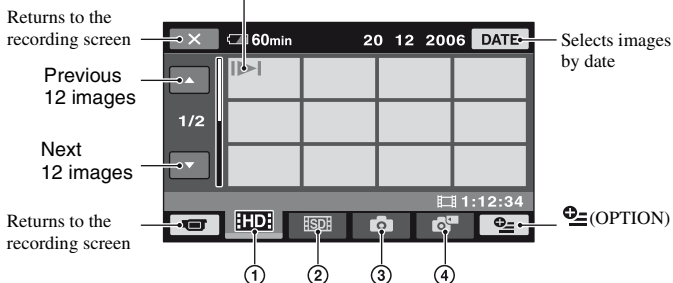 Returns to the
recording screen
60min
20 12 2006
DATE
Selects images
by date
Previous
12 images
1/2
Next
12 images
1:12:34
Returns to the
recording screen
HD
SD
(OPTION)
① ② ③ ④